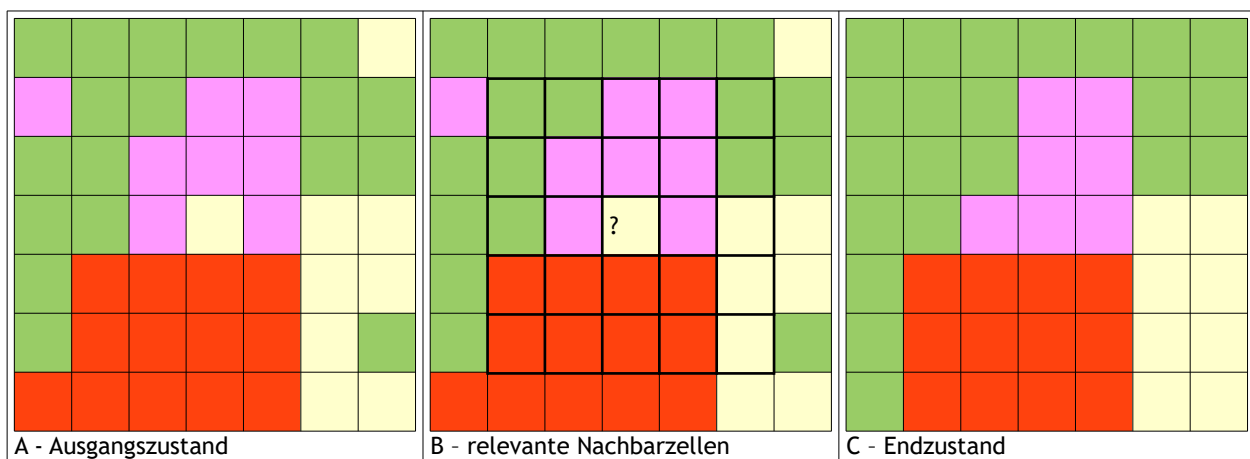 ?
A - Ausgangszustand
B – relevante Nachbarzellen
C – Endzustand